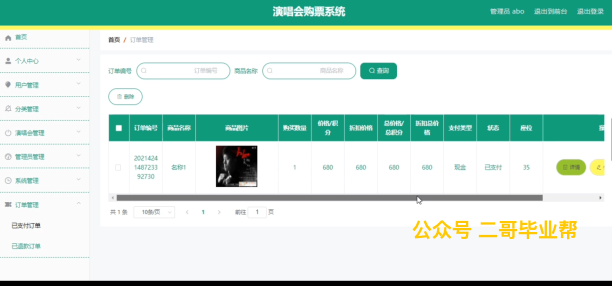 演唱会购票系统
管理员 abo 退出到前台 退出登录
首页
个人中心
用户管理
分类管理
演唱会管理
管理员管理
系统管理
订单管理
已支付订单
已退款订单
首页 / 订单管理
订单编号 订单编号 商品名称 商品名称 查询
删除
订单编号 商品名称 商品图片 购买数量 价格/积分 折扣价格 总价格/总积分 折扣总价格 支付类型 状态 座位
2021424148723392730 名称1 1 680 680 680 680 现金 已支付 35 详情
共 1 条 10条/页 1 前往 1 页
公众号 二哥毕业帮